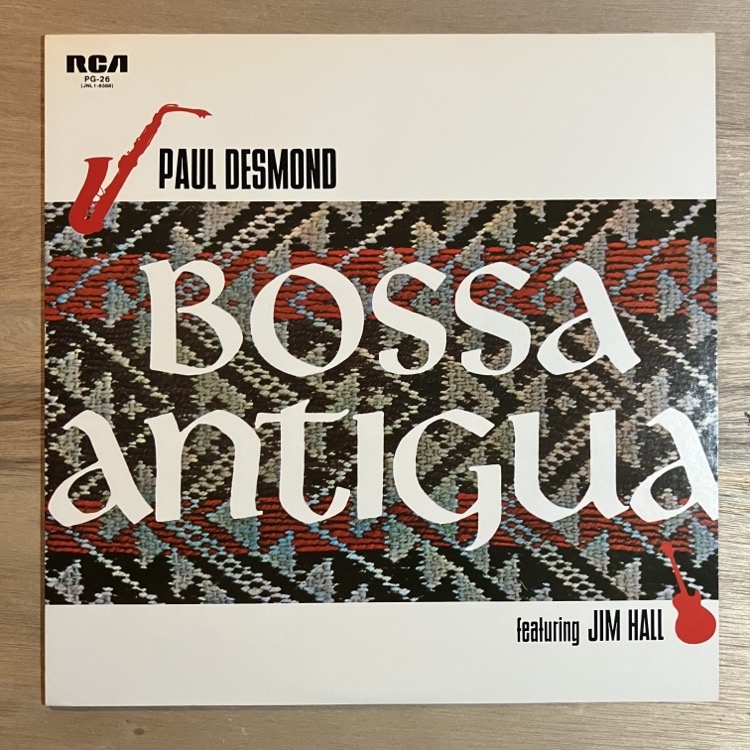 RCA
PG-26
(JNL1-8388)
PAUL DESMOND
BOSSA
antigua
featuring JIM HALL